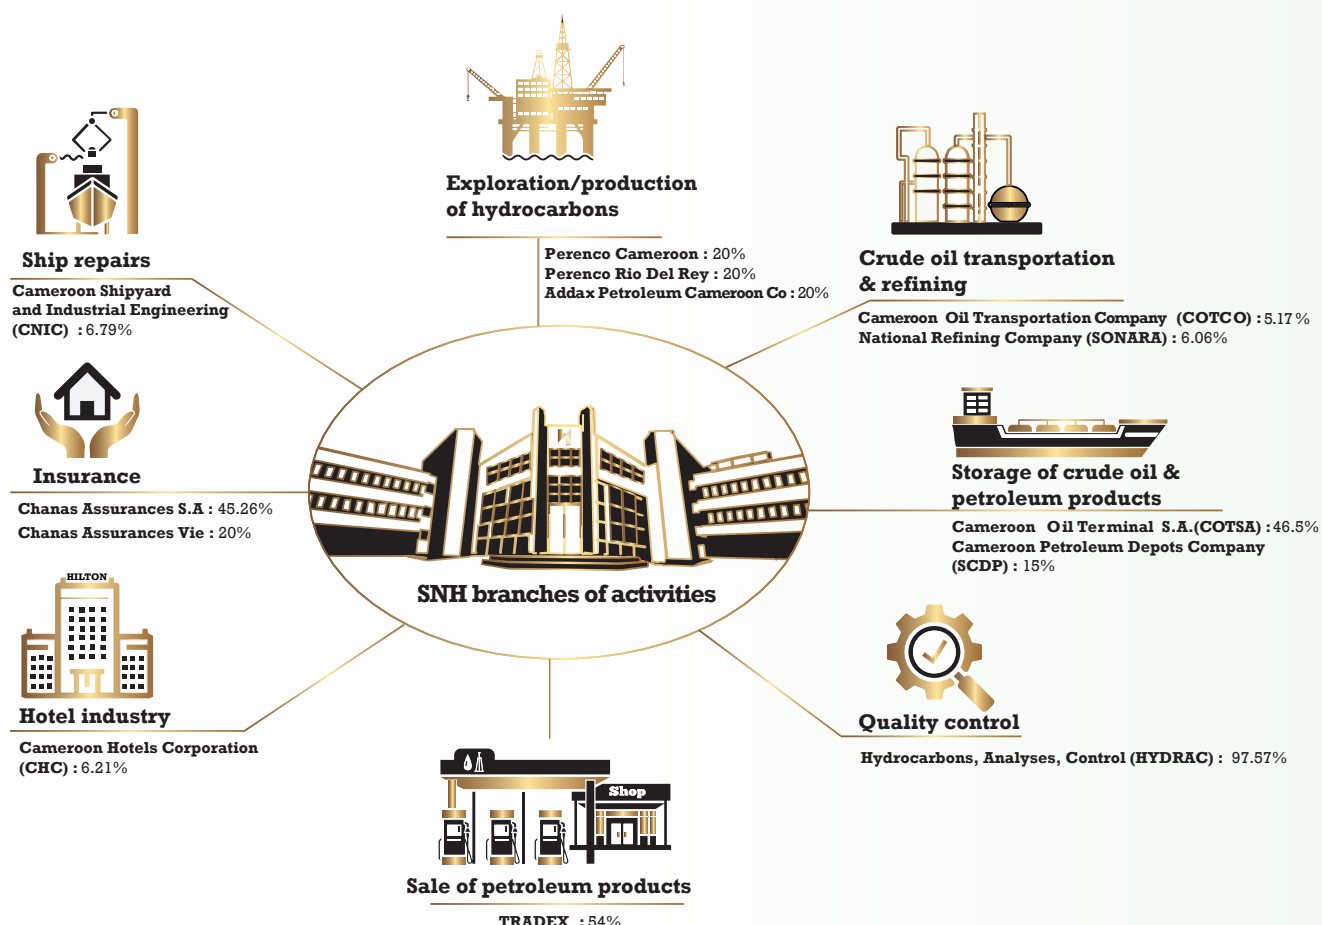 Exploration/production
of hydrocarbons
Perenco Cameroon : 20%
Perenco Rio Del Rey : 20%
Addax Petroleum Cameroon Co : 20%
Ship repairs
Cameroon Shipyard
and Industrial Engineering
(CNIC) : 6.79%
Crude oil transportation
& refining
Cameroon Oil Transportation Company (COTCO) : 5.17%
National Refining Company (SONARA) : 6.06%
Insurance
Chanas Assurances S.A : 45.26%
Chanas Assurances Vie : 20%
Storage of crude oil &
petroleum products
Cameroon Oil Terminal S.A.(COTSA) : 46.5%
Cameroon Petroleum Depots Company
(SCDP) : 15%
SNH branches of activities
HILTON
Hotel industry
Cameroon Hotels Corporation
(CHC) : 6.21%
Quality control
Hydrocarbons, Analyses, Control (HYDRAC) : 97.57%
Shop
Sale of petroleum products
TRADEX : 54%